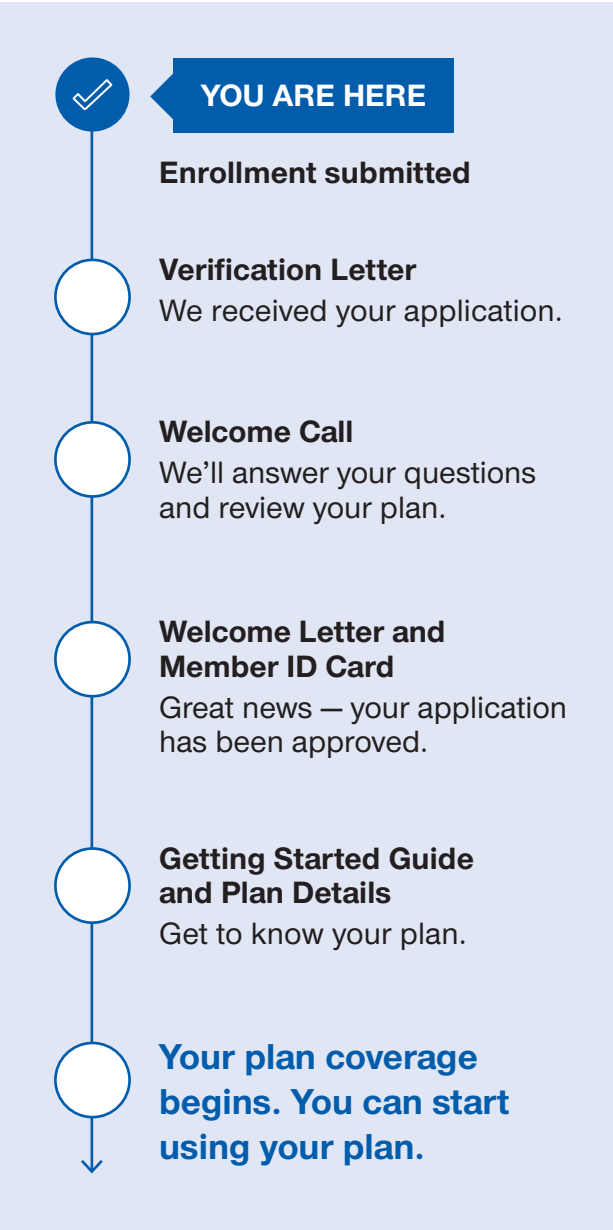 YOU ARE HERE
Enrollment submitted
Verification Letter
We received your application.
Welcome Call
We’ll answer your questions
and review your plan.
Welcome Letter and
Member ID Card
Great news — your application
has been approved.
Getting Started Guide
and Plan Details
Get to know your plan.
Your plan coverage
begins. You can start
using your plan.